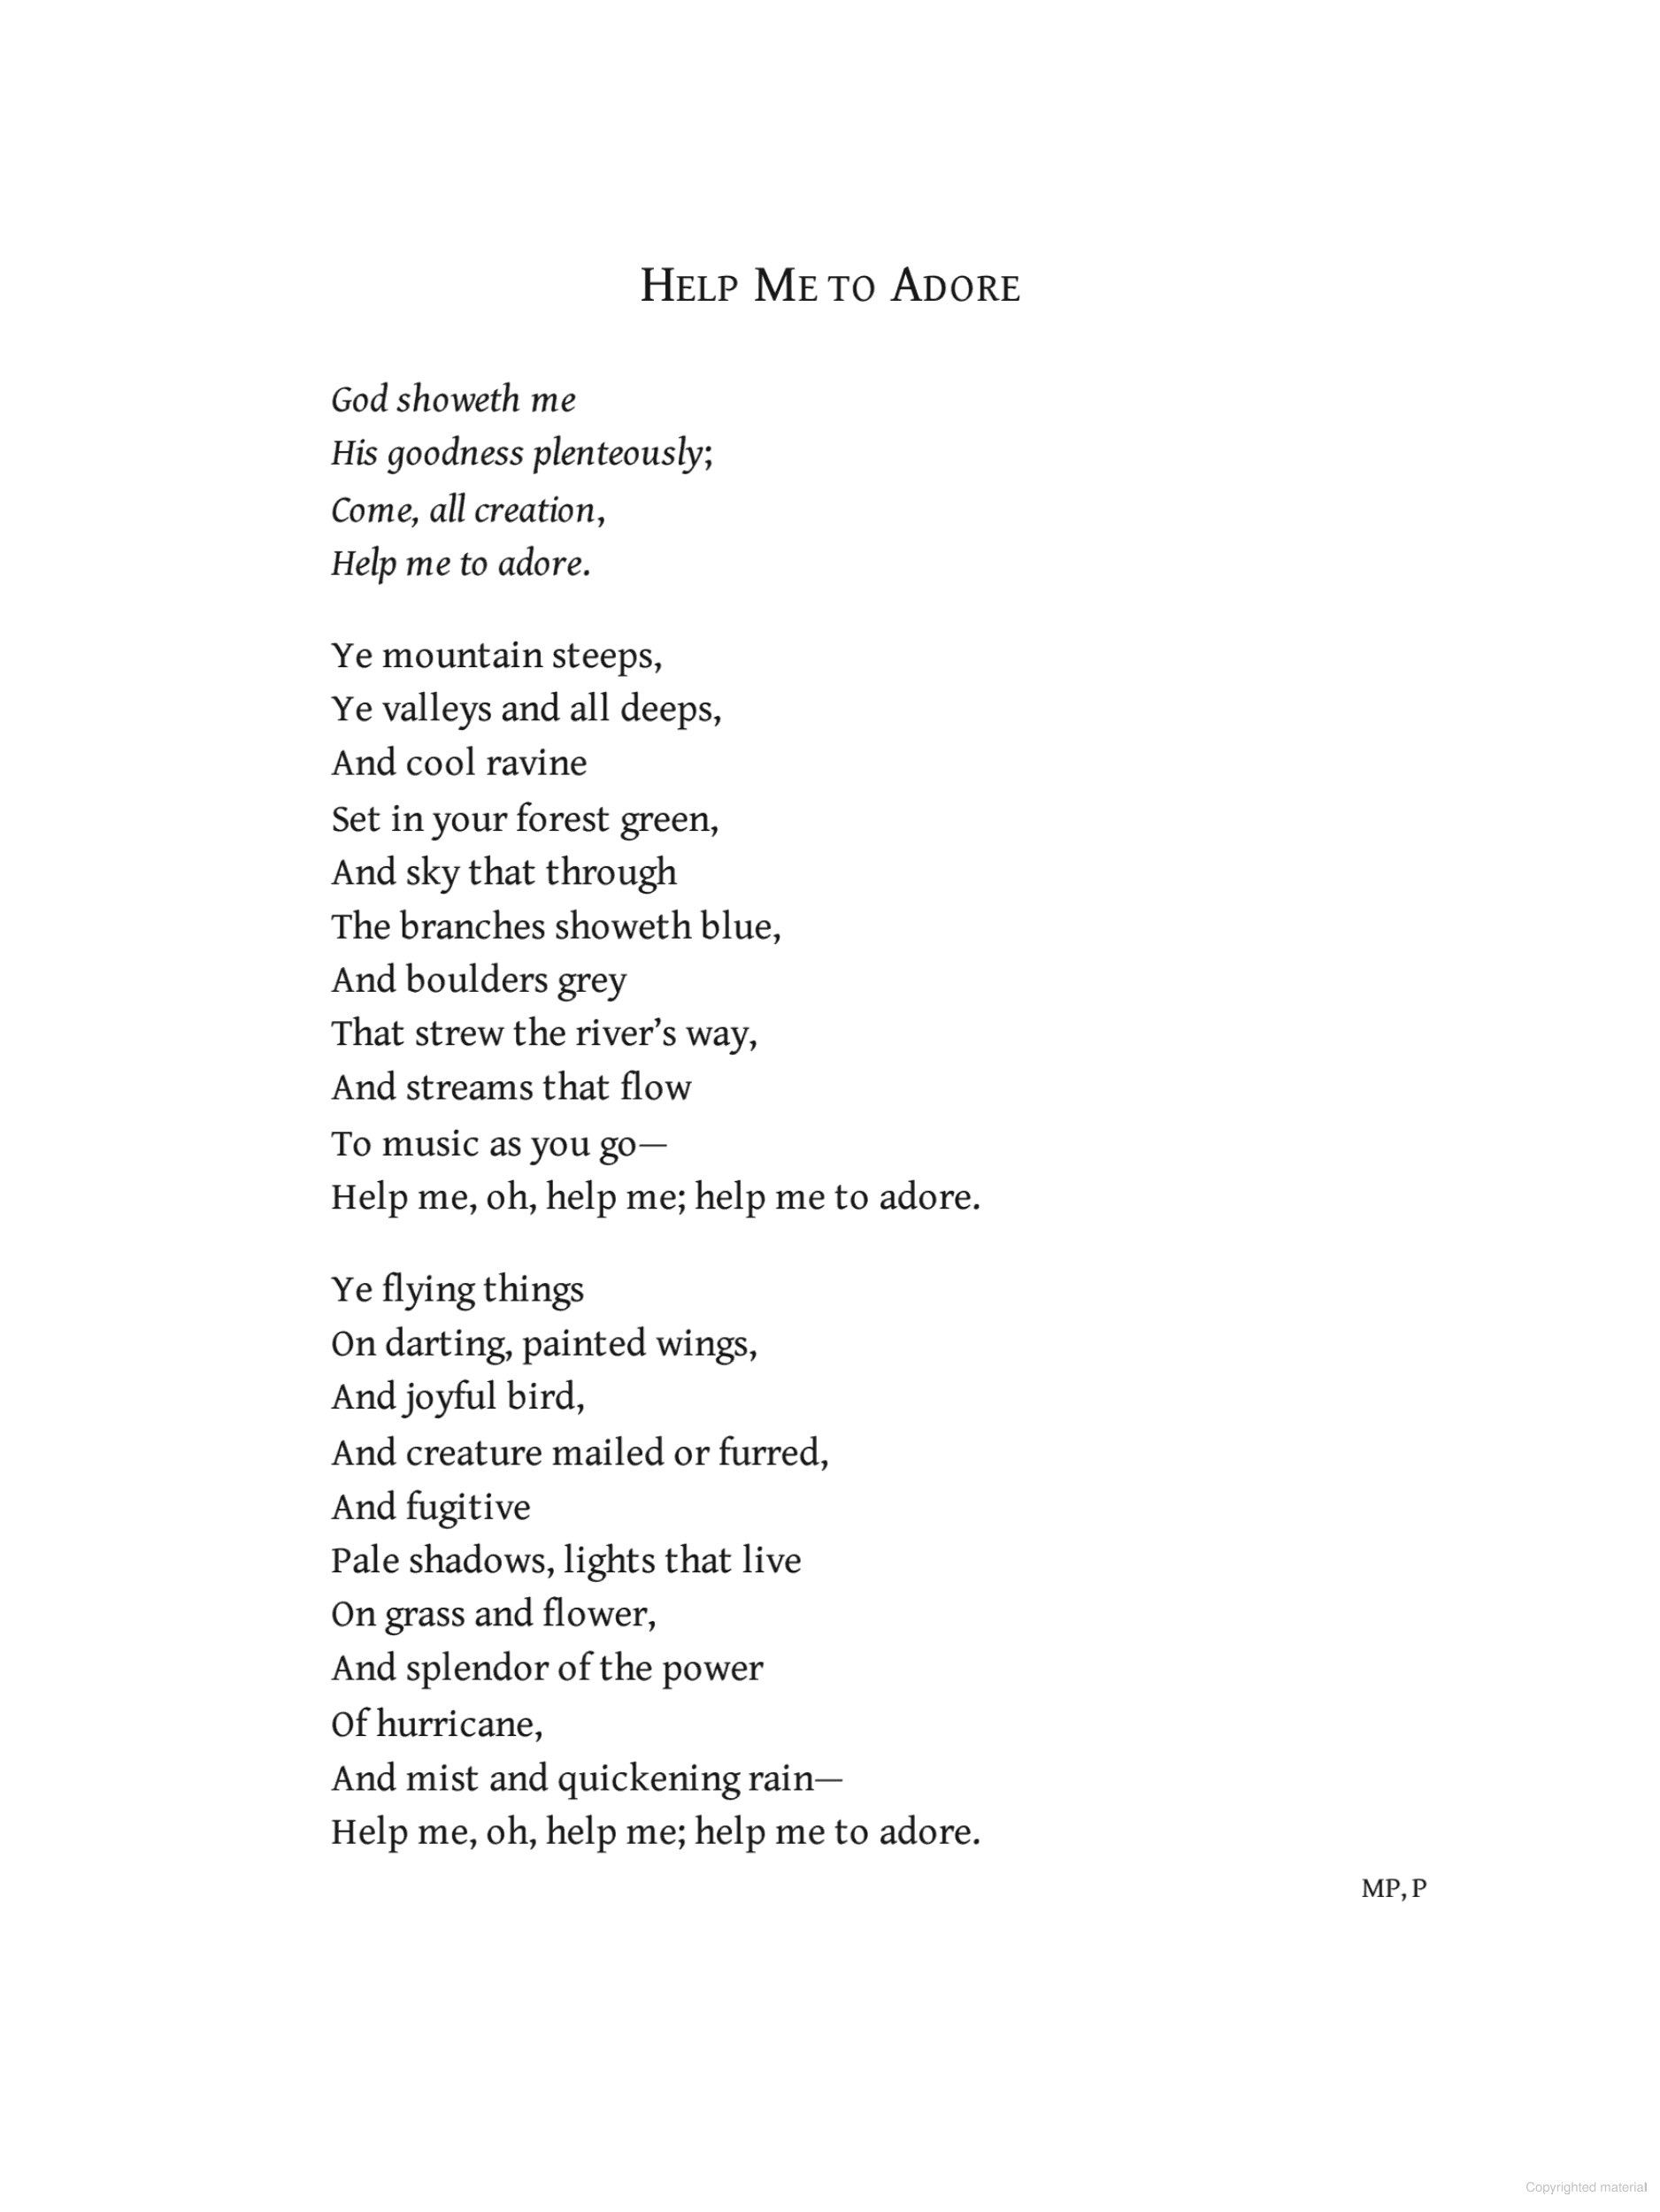 Help Me to Adore
God showeth me
His goodness plenteously;
Come, all creation,
Help me to adore.
Ye mountain steeps,
Ye valleys and all deeps,
And cool ravine
Set in your forest green,
And sky that through
The branches showeth blue,
And boulders grey
That strew the river’s way,
And streams that flow
To music as you go—
Help me, oh, help me; help me to adore.
Ye flying things
On darting, painted wings,
And joyful bird,
And creature mailed or furred,
And fugitive
Pale shadows, lights that live
On grass and flower,
And splendor of the power
Of hurricane,
And mist and quickening rain—
Help me, oh, help me; help me to adore.
MP, P
Copyrighted material